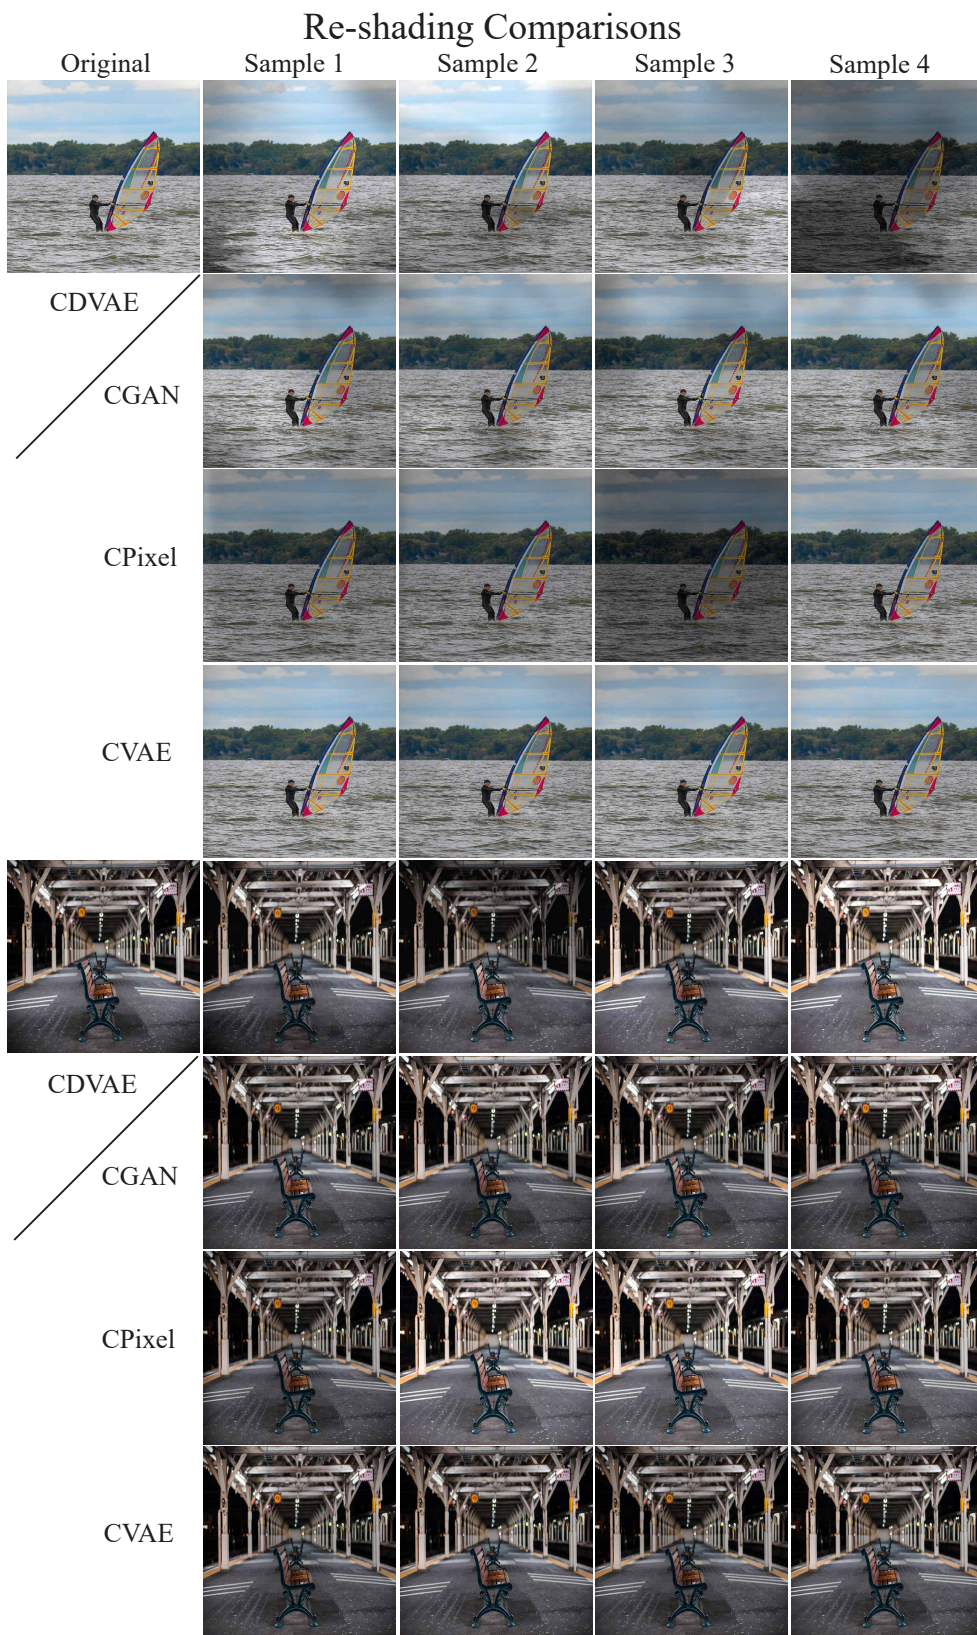 Re-shading Comparisons
Original Sample 1 Sample 2 Sample 3 Sample 4
CDVAE
CGAN
CPixel
CVAE
CDVAE
CGAN
CPixel
CVAE